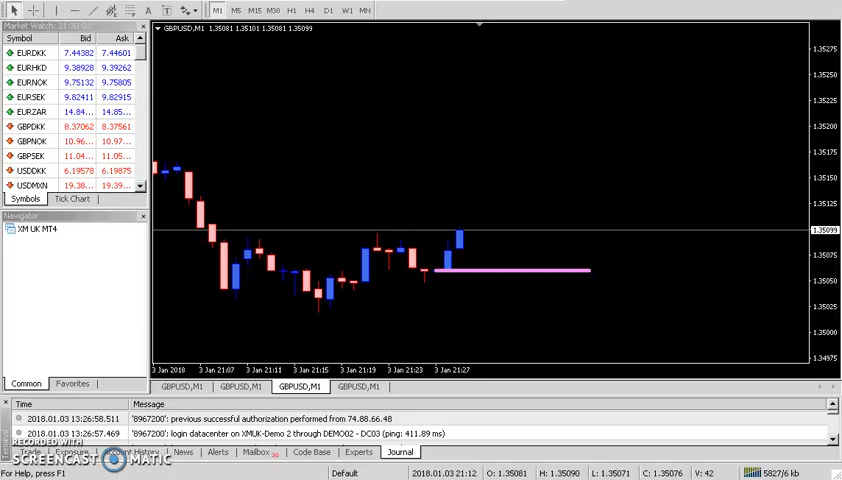 M1 M5 M15 M30 H1 H4 D1 W1 MN
Market Watch: 21:30:03
Symbol Bid Ask
EURDKK 7.44382 7.44601
EURHKD 9.38928 9.39262
EURNOK 9.75132 9.75805
EURSEK 9.82411 9.82915
EURZAR 14.84... 14.85...
GBPDKK 8.37062 8.37561
GBPNOK 10.96... 10.97...
GBPSEK 11.04... 11.05...
USDDKK 6.19578 6.19875
USDMXN 19.38... 19.39...
Symbols Tick Chart
Navigator
XM UK MT4
Common Favorites
GBPUSD,M1 1.35081 1.35101 1.35081 1.35099
1.35275
1.35250
1.35225
1.35200
1.35175
1.35150
1.35125
1.35099
1.35075
1.35050
1.35025
1.35000
1.34975
3 Jan 2018 3 Jan 21:07 3 Jan 21:11 3 Jan 21:15 3 Jan 21:19 3 Jan 21:23 3 Jan 21:27
GBPUSD,M1 GBPUSD,M1 GBPUSD,M1 GBPUSD,M1
Time Message
2018.01.03 13:26:58.511 '8967200': previous successful authorization performed from 74.88.66.48
2018.01.03 13:26:57.469 '8967200': login datacenter on XMUK-Demo 2 through DEMO02 - DC03 (ping: 411.89 ms)
Terminal
Trade Exposure Account History News Alerts Mailbox 30 Code Base Experts Journal
RECORDED WITH
SCREENCAST MATIC
For Help, press F1 Default 2018.01.03 21:12 O: 1.35081 H: 1.35090 L: 1.35071 C: 1.35076 V: 42 5827/6 kb